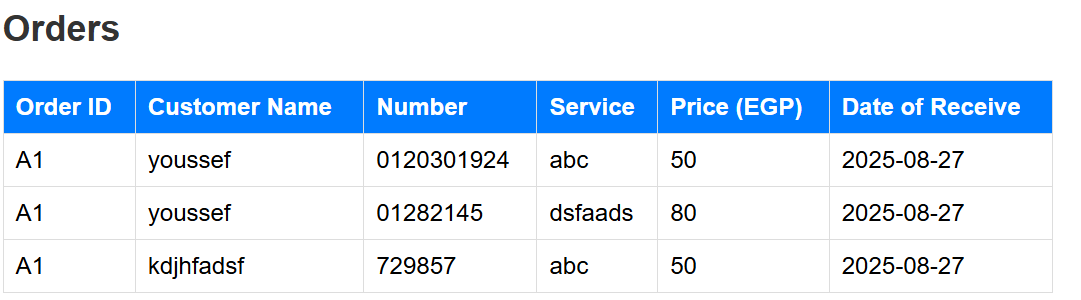 Orders
Order ID Customer Name Number Service Price (EGP) Date of Receive
A1 youssef 0120301924 abc 50 2025-08-27
A1 youssef 01282145 dsfaads 80 2025-08-27
A1 kdjhfadsf 729857 abc 50 2025-08-27